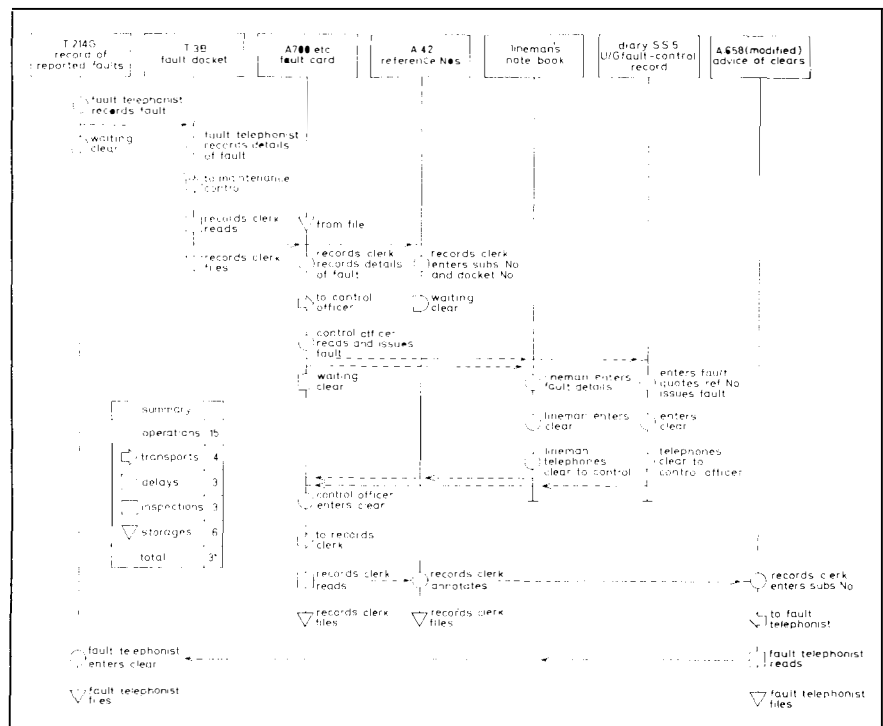 T 214G
record of
reported faults
T 3B
fault docket
A700 etc
fault card
A 42
reference Nos
lineman's
note book
diary S.S 5
U/G fault-control
record
A 658 (modified)
advice of clears
fault telephonist
records fault
waiting
clear
fault telephonist
records details
of fault
to maintenance
control
records clerk
reads
from file
records clerk
files
records clerk
records details
of fault
records clerk
enters subs No
and docket No
to control
officer
waiting
clear
control officer
reads and issues
fault
waiting
clear
lineman enters
fault details
enters fault
quotes ref No
issues fault
lineman enters
clear
enters
clear
lineman
telephones
clear to control
telephones
clear to
control officer
summary
operations 15
transports 4
delays 3
inspections 3
storages 6
total
control officer
enters clear
to records
clerk
records clerk
reads
records clerk
annotates
records clerk
enters subs No
records clerk
files
records clerk
files
to fault
telephonist
fault telephonist
enters clear
fault telephonist
reads
fault telephonist
files
fault telephonist
files